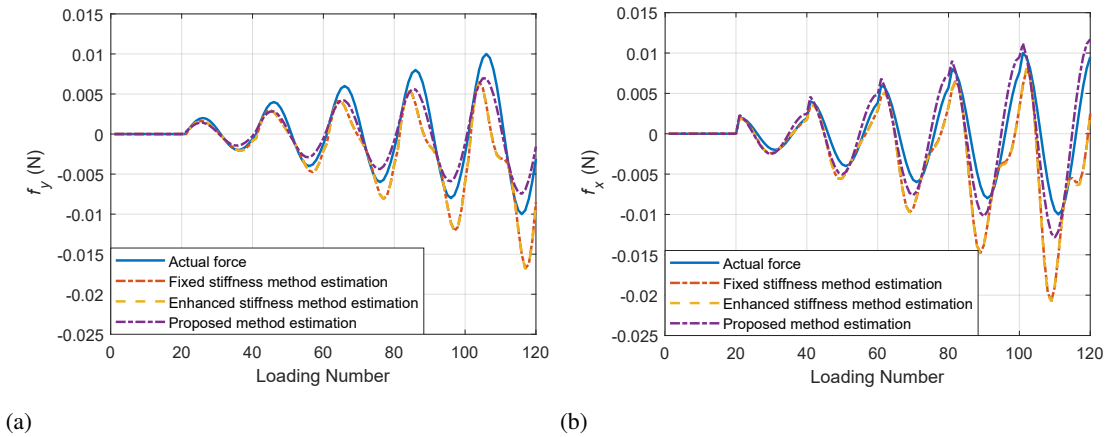 0.015
0.01
0.005
0
-0.005
-0.01
-0.015
-0.02
-0.025
f_y (N)
Actual force
Fixed stiffness method estimation
Enhanced stiffness method estimation
Proposed method estimation
0 20 40 60 80 100 120
Loading Number
(a)
0.015
0.01
0.005
0
-0.005
-0.01
-0.015
-0.02
-0.025
f_x (N)
Actual force
Fixed stiffness method estimation
Enhanced stiffness method estimation
Proposed method estimation
0 20 40 60 80 100 120
Loading Number
(b)